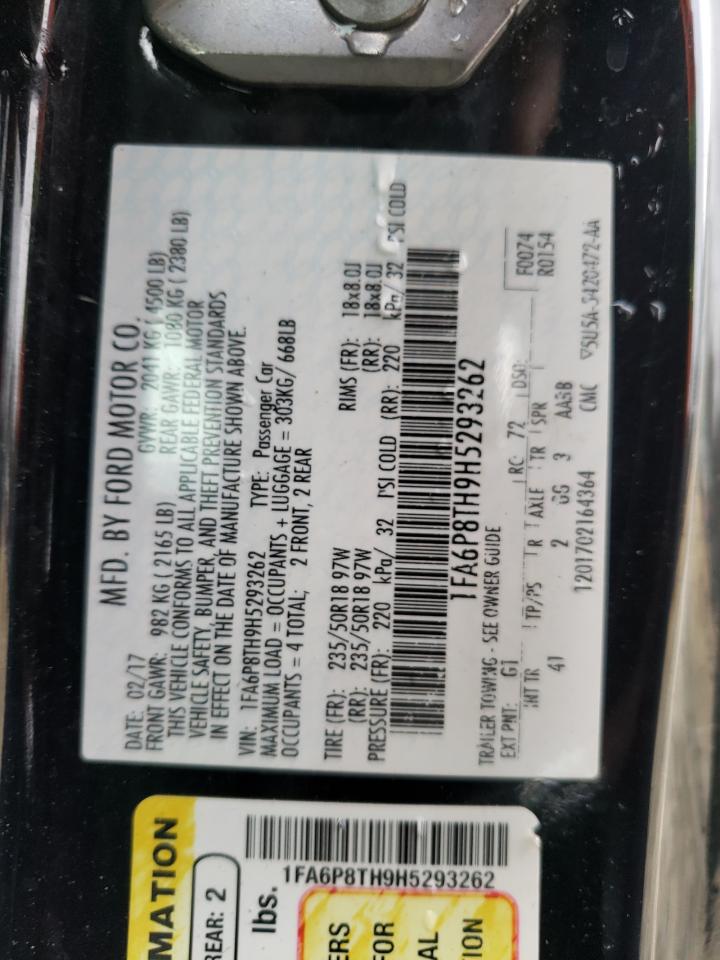 MFD. BY FORD MOTOR CO.
DATE: 02/17 GVWR: 2041 KG ( 4500 LB)
FRONT GAWR: 982 KG ( 2165 LB) REAR GAWR: 1080 KG ( 2380 LB)
THIS VEHICLE CONFORMS TO ALL APPLICABLE FEDERAL MOTOR
VEHICLE SAFETY, BUMPER, AND THEFT PREVENTION STANDARDS
IN EFFECT ON THE DATE OF MANUFACTURE SHOWN ABOVE.
VIN: 1FA6P8TH9H5293262 TYPE: Passenger Car
MAXIMUM LOAD = OCCUPANTS + LUGGAGE = 303KG/ 668LB
OCCUPANTS = 4 TOTAL; 2 FRONT, 2 REAR
TIRE (FR): 235/50R18 97W RIMS (FR): 18x8.0J
(RR): 235/50R18 97W (RR): 18x8.0J
PRESSURE (FR): 220 kPa/ 32 PSI COLD (RR): 220 kPa/ 32 PSI COLD
1FA6P8TH9H5293262
TRAILER TOWING - SEE OWNER GUIDE
EXT PNT: G1 RC: 72 DSO: F0074
R0154
INT TR TP/PS R AXLE TR SPR
41 2 GG 3 AABB
1201702164364 CMC
5U5A-5420472-AA
1FA6P8TH9H5293262
MATION
REAR: 2
lbs.
ERS
FOR
AL
ION